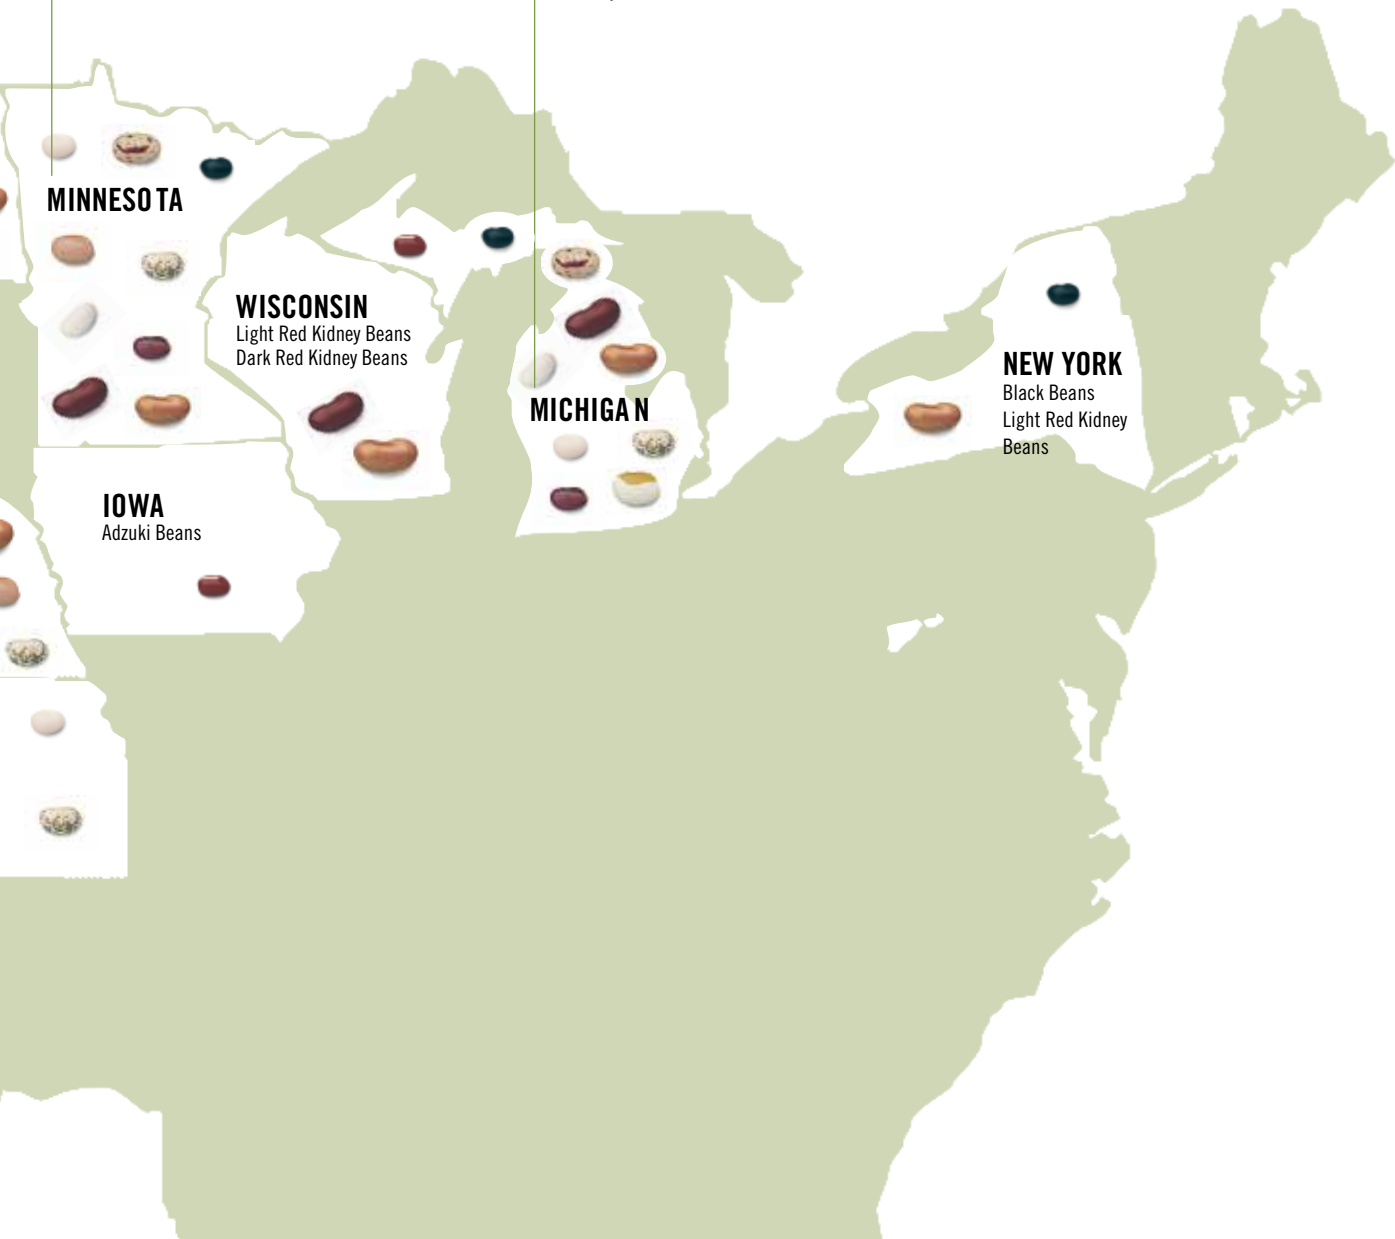 MINNESOTA
WISCONSIN
Light Red Kidney Beans
Dark Red Kidney Beans
MICHIGAN
NEW YORK
Black Beans
Light Red Kidney
Beans
IOWA
Adzuki Beans